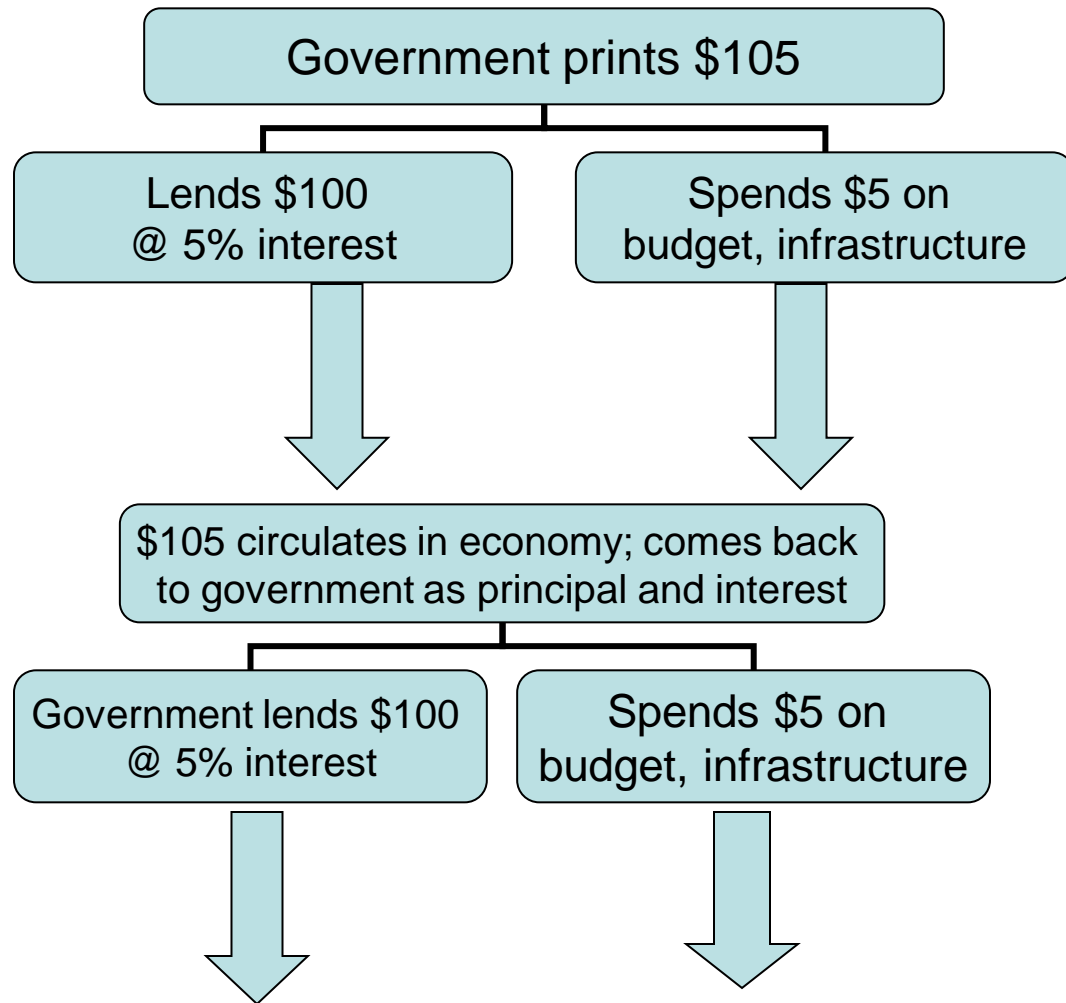 Government prints $105
Lends $100
@ 5% interest
Spends $5 on
budget, infrastructure
$105 circulates in economy; comes back
to government as principal and interest
Government lends $100
@ 5% interest
Spends $5 on
budget, infrastructure